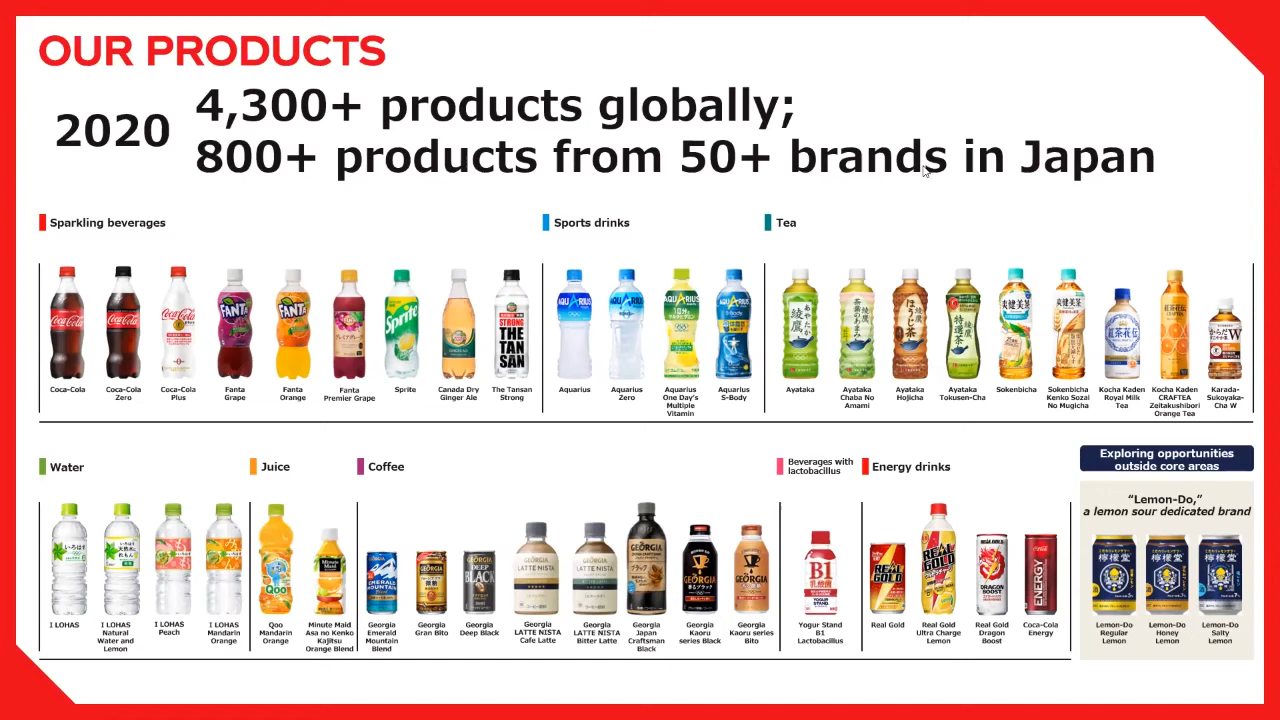 OUR PRODUCTS
2020
4,300+ products globally;
800+ products from 50+ brands in Japan
Sparkling beverages
Sports drinks
Tea
Coca-Cola
Coca-Cola
Zero
Coca-Cola
Plus
Fanta
Grape
Fanta
Orange
Fanta
Premier Grape
Sprite
Canada Dry
Ginger Ale
The Tansan
Strong
Aquarius
Aquarius
Zero
Aquarius
One Day's
Multiple
Vitamin
Aquarius
S-Body
Ayataka
Ayataka
Chaba No
Amami
Ayataka
Hojicha
Ayataka
Tokusen-Cha
Sokenbicha
Sokenbicha
Kenko Sozai
No Mugicha
Kocha Kaden
Royal Milk
Tea
Kocha Kaden
CRAFTEA
Zeitakushibori
Orange Tea
Karada-
Sukoyaka-
Cha W
Water
Juice
Coffee
Beverages with
lactobacillus
Energy drinks
Exploring opportunities
outside core areas
“Lemon-Do,”
a lemon sour dedicated brand
I LOHAS
I LOHAS
Natural
Water and
Lemon
I LOHAS
Peach
I LOHAS
Mandarin
Orange
Qoo
Mandarin
Orange
Minute Maid
Asa no Kenko
Kajitsu
Orange Blend
Georgia
Emerald
Mountain
Blend
Georgia
Gran Bito
Georgia
Deep Black
Georgia
LATTE NISTA
Cafe Latte
Georgia
LATTE NISTA
Bitter Latte
Georgia
Japan
Craftsman
Black
Georgia
Kaoru
series Black
Georgia
Kaoru series
Bito
Yogur Stand
B1
Lactobacillus
Real Gold
Real Gold
Ultra Charge
Lemon
Real Gold
Dragon
Boost
Coca-Cola
Energy
Lemon-Do
Regular
Lemon
Lemon-Do
Honey
Lemon
Lemon-Do
Salty
Lemon